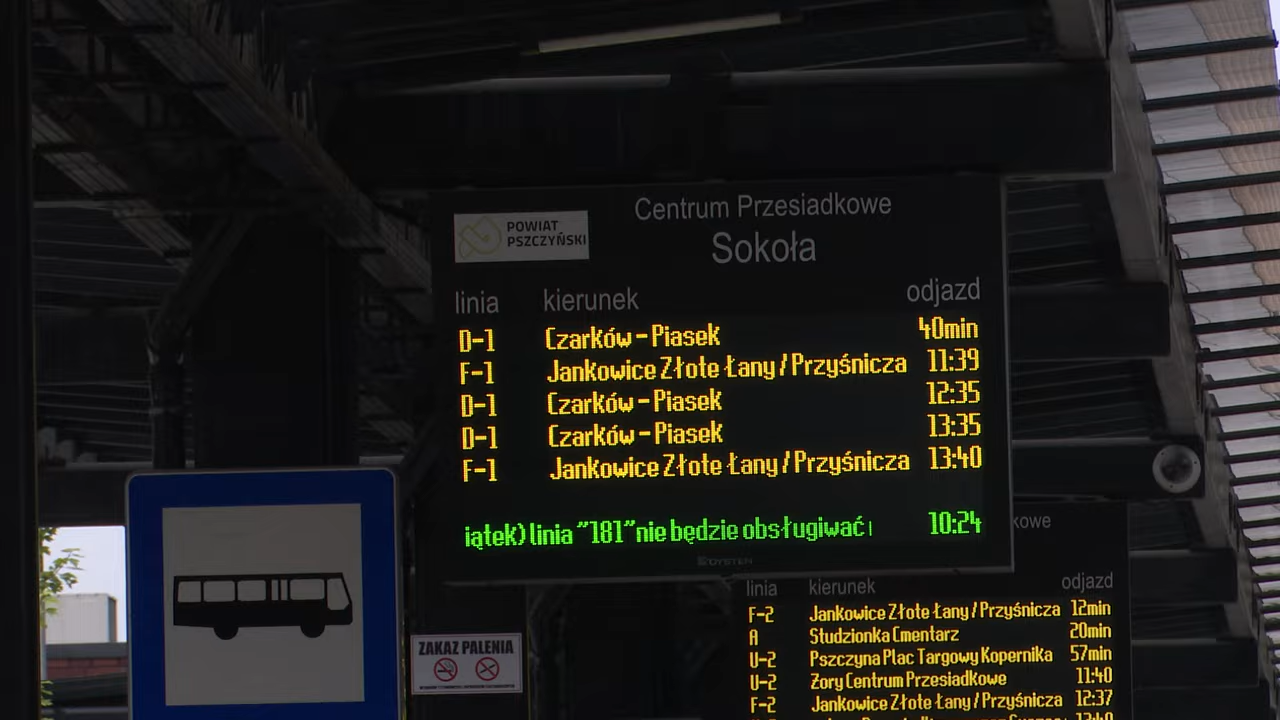 POWIAT
PSZCZYŃSKI
Centrum Przesiadkowe
Sokoła
linia kierunek odjazd
D-1 Czarków - Piasek 40min
F-1 Jankowice Złote Łany / Przyśnicza 11:39
D-1 Czarków - Piasek 12:35
D-1 Czarków - Piasek 13:35
F-1 Jankowice Złote Łany / Przyśnicza 13:40
iątek) linia "181"nie będzie obsługiwać 10:24
DYSTEN
kowe
linia kierunek odjazd
F-2 Jankowice Złote Łany / Przyśnicza 12min
A Studzionka Cmentarz 20min
U-2 Pszczyna Plac Targowy Kopernika 57min
U-2 Żory Centrum Przesiadkowe 11:40
F-2 Jankowice Złote Łany / Przyśnicza 12:37
ZAKAZ PALENIA